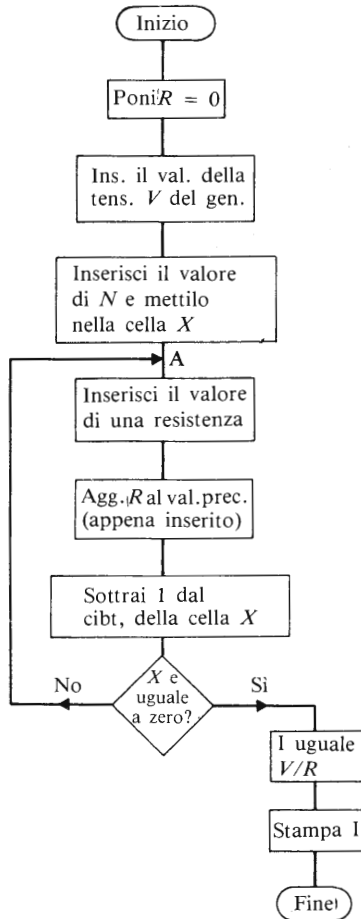 Inizio
Poni R = 0
Ins. il val. della
tens. V del gen.
Inserisci il valore
di N e mettilo
nella cella X
A
Inserisci il valore
di una resistenza
Agg. R al val. prec.
(appena inserito)
Sottrai 1 dal
cibt, della cella X
X e
uguale
a zero?
No
Sì
I uguale
V/R
Stampa I
Fine